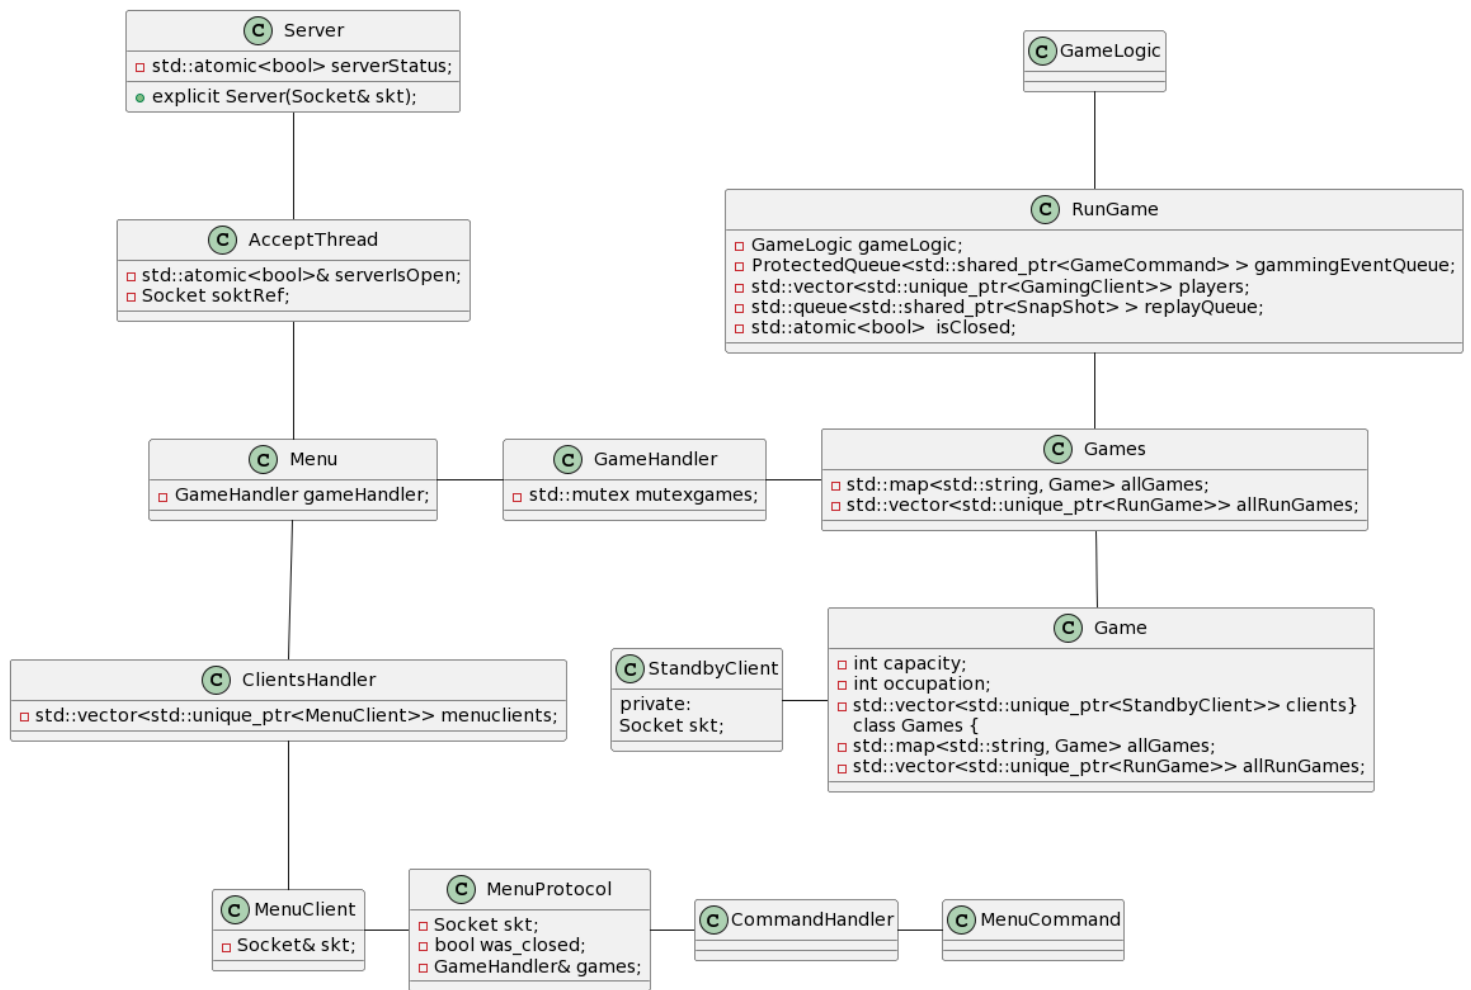 C Server
std::atomic<bool> serverStatus;
explicit Server(Socket& skt);
C GameLogic
C AcceptThread
std::atomic<bool>& serverIsOpen;
Socket soktRef;
C RunGame
GameLogic gameLogic;
ProtectedQueue<std::shared_ptr<GameCommand> > gammingEventQueue;
std::vector<std::unique_ptr<GamingClient>> players;
std::queue<std::shared_ptr<SnapShot> > replayQueue;
std::atomic<bool>  isClosed;
C Menu
GameHandler gameHandler;
C GameHandler
std::mutex mutexgames;
C Games
std::map<std::string, Game> allGames;
std::vector<std::unique_ptr<RunGame>> allRunGames;
C ClientsHandler
std::vector<std::unique_ptr<MenuClient>> menuclients;
C StandbyClient
private:
Socket skt;
C Game
int capacity;
int occupation;
std::vector<std::unique_ptr<StandbyClient>> clients}
class Games {
std::map<std::string, Game> allGames;
std::vector<std::unique_ptr<RunGame>> allRunGames;
C MenuClient
Socket& skt;
C MenuProtocol
Socket skt;
bool was_closed;
GameHandler& games;
C CommandHandler
C MenuCommand